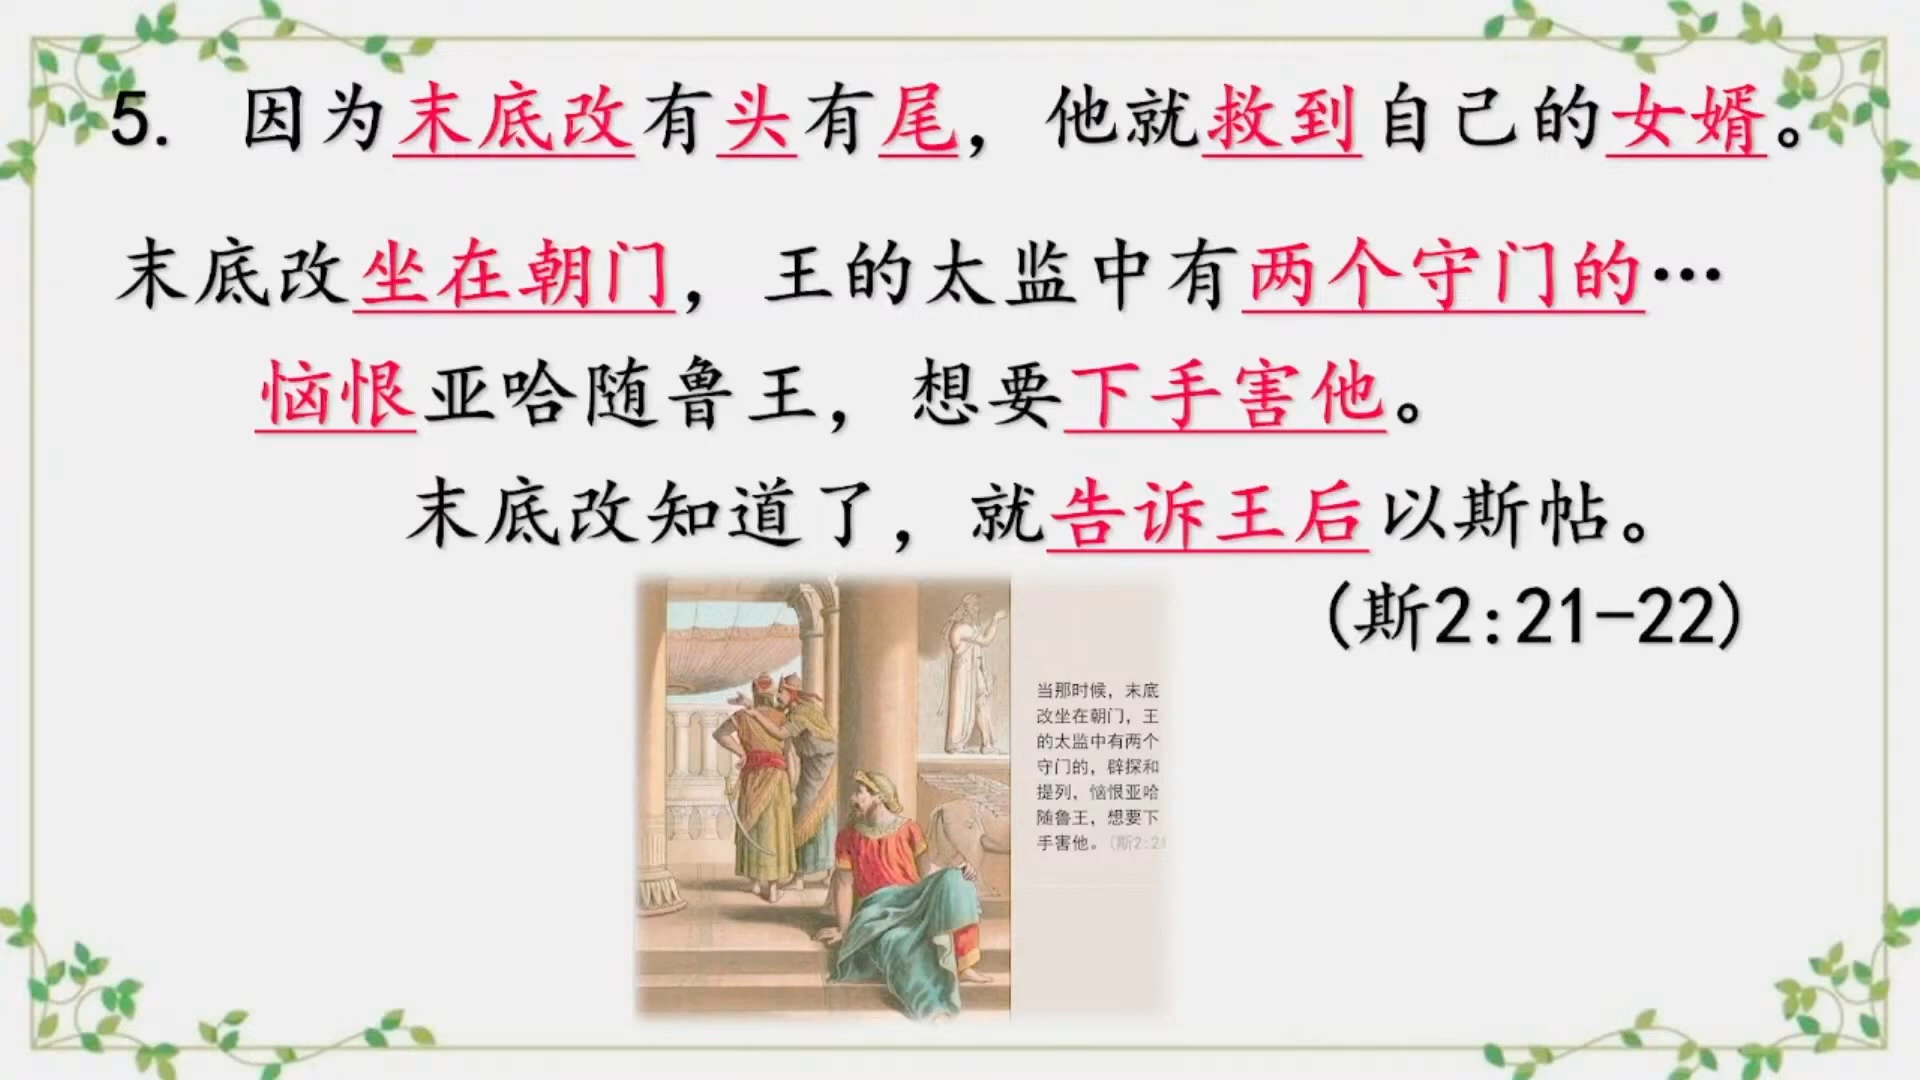 5. 因为末底改有头有尾，他就救到自己的女婿。
末底改坐在朝门，王的太监中有两个守门的…
恼恨亚哈随鲁王，想要下手害他。
末底改知道了，就告诉王后以斯帖。
(斯2:21-22)
当那时候，末底
改坐在朝门，王
的太监中有两个
守门的，辟探和
提列，恼恨亚哈
随鲁王，想要下
手害他。(斯2:21